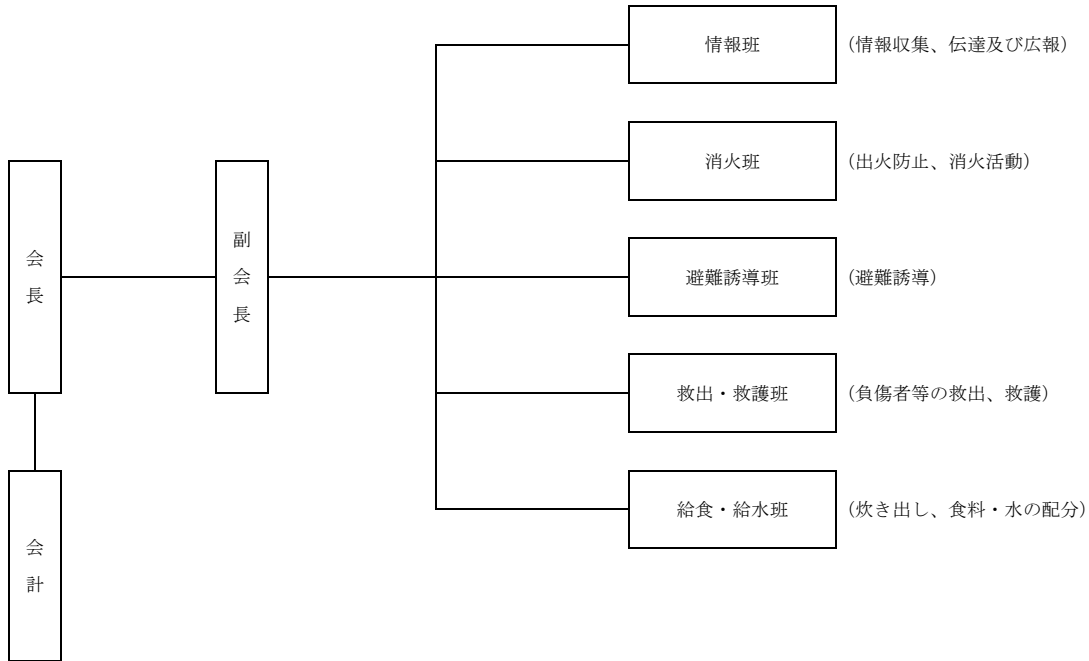 会長
会計
副会長
情報班
(情報収集、伝達及び広報)
消火班
(出火防止、消火活動)
避難誘導班
(避難誘導)
救出・救護班
(負傷者等の救出、救護)
給食・給水班
(炊き出し、食料・水の配分)